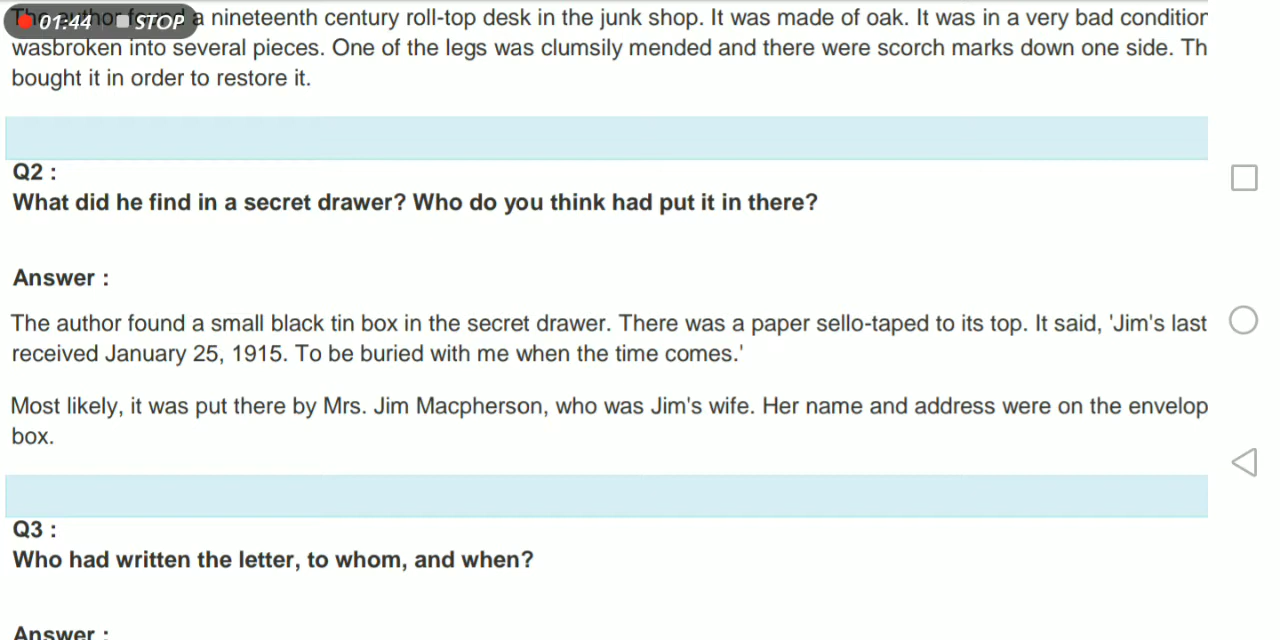 The author found a nineteenth century roll-top desk in the junk shop. It was made of oak. It was in a very bad condition
01:44 STOP
wasbroken into several pieces. One of the legs was clumsily mended and there were scorch marks down one side. Th
bought it in order to restore it.
Q2 :
What did he find in a secret drawer? Who do you think had put it in there?
Answer :
The author found a small black tin box in the secret drawer. There was a paper sello-taped to its top. It said, 'Jim's last
received January 25, 1915. To be buried with me when the time comes.'
Most likely, it was put there by Mrs. Jim Macpherson, who was Jim's wife. Her name and address were on the envelop
box.
Q3 :
Who had written the letter, to whom, and when?
Answer :